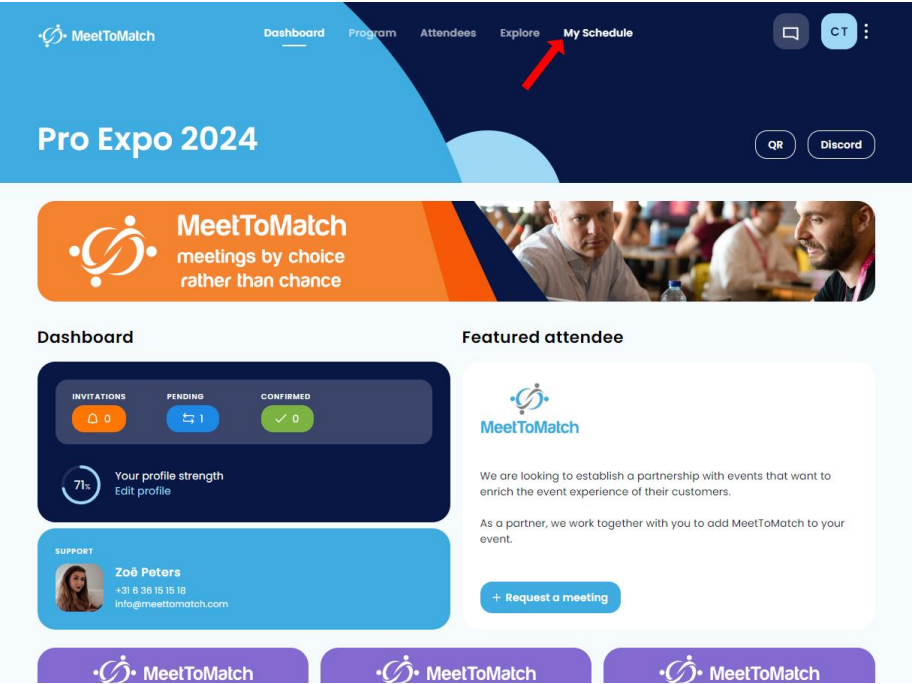 MeetToMatch
Dashboard Program Attendees Explore My Schedule
CT
Pro Expo 2024
QR Discord
MeetToMatch
meetings by choice
rather than chance
Dashboard
INVITATIONS PENDING CONFIRMED
0 1 0
71%
Your profile strength
Edit profile
SUPPORT
Zoë Peters
+31 6 36 15 15 18
info@meettomatch.com
Featured attendee
MeetToMatch
We are looking to establish a partnership with events that want to
enrich the event experience of their customers.
As a partner, we work together with you to add MeetToMatch to your
event.
+ Request a meeting
MeetToMatch MeetToMatch MeetToMatch